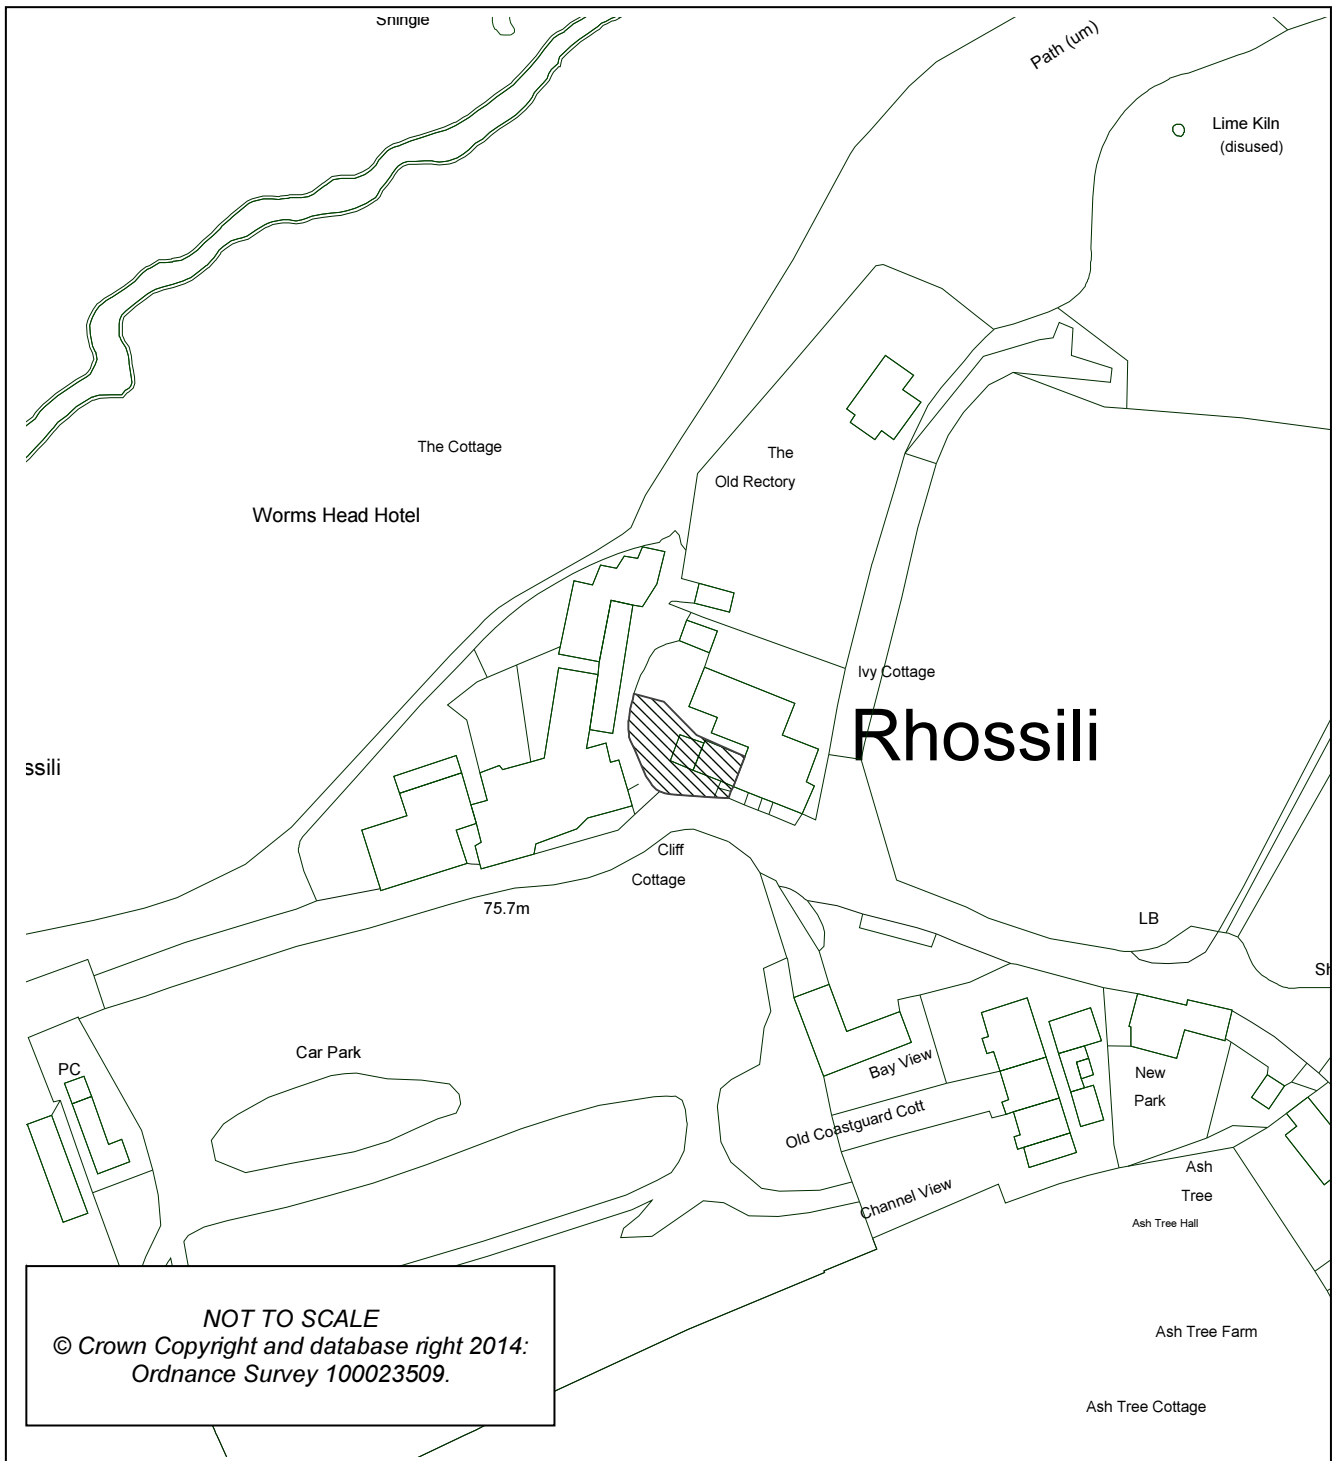 Shingle
Path (um)
Lime Kiln
(disused)
The Cottage
The
Old Rectory
Worms Head Hotel
Ivy Cottage
Rhossili
ssili
Cliff
Cottage
75.7m
LB
Sh
Car Park
PC
Bay View
New
Park
Old Coastguard Cott
Channel View
Ash
Tree
Ash Tree Hall
NOT TO SCALE
© Crown Copyright and database right 2014:
Ordnance Survey 100023509.
Ash Tree Farm
Ash Tree Cottage